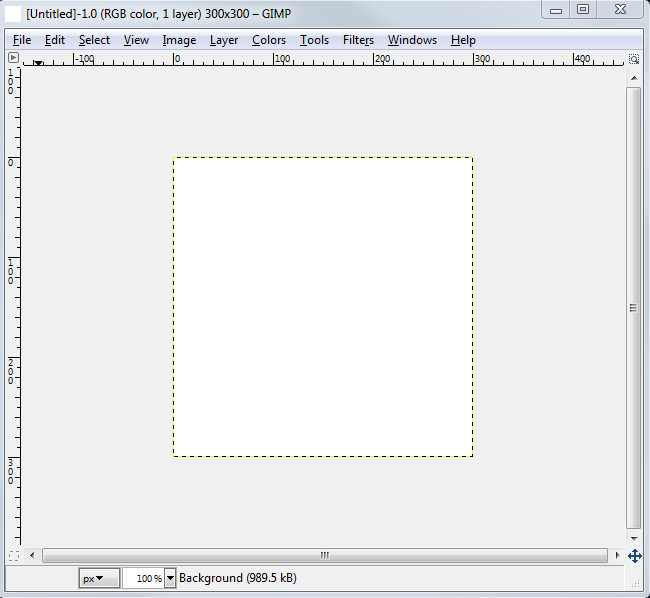 [Untitled]-1.0 (RGB color, 1 layer) 300x300 – GIMP
File Edit Select View Image Layer Colors Tools Filters Windows Help
-100 0 100 200 300 400
100
0
100
200
300
px 100 % Background (989.5 kB)